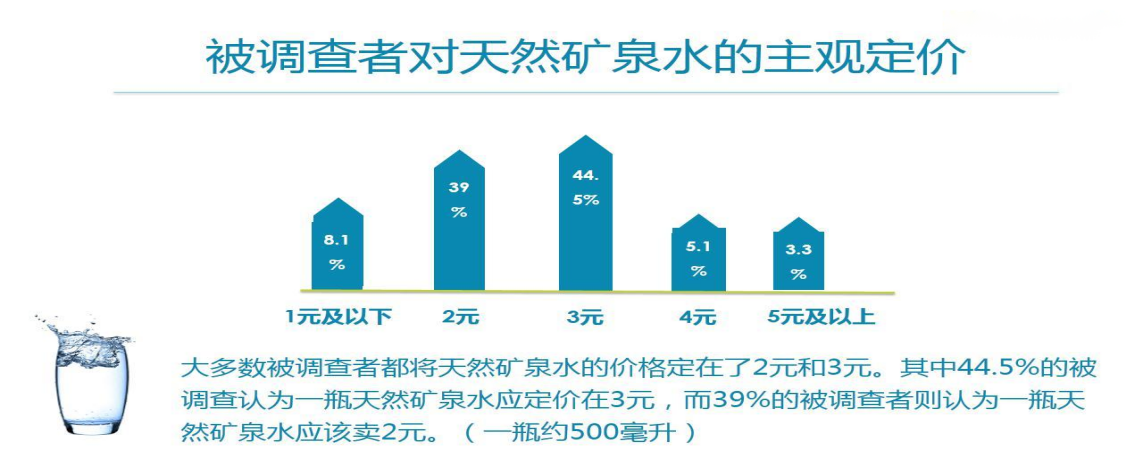 被调查者对天然矿泉水的主观定价
8.1
%
39
%
44.
5%
5.1
%
3.3
%
1元及以下 2元 3元 4元 5元及以上
大多数被调查者都将天然矿泉水的价格定在了2元和3元。其中44.5%的被
调查认为一瓶天然矿泉水应定价在3元，而39%的被调查者则认为一瓶天
然矿泉水应该卖2元。（一瓶约500毫升）